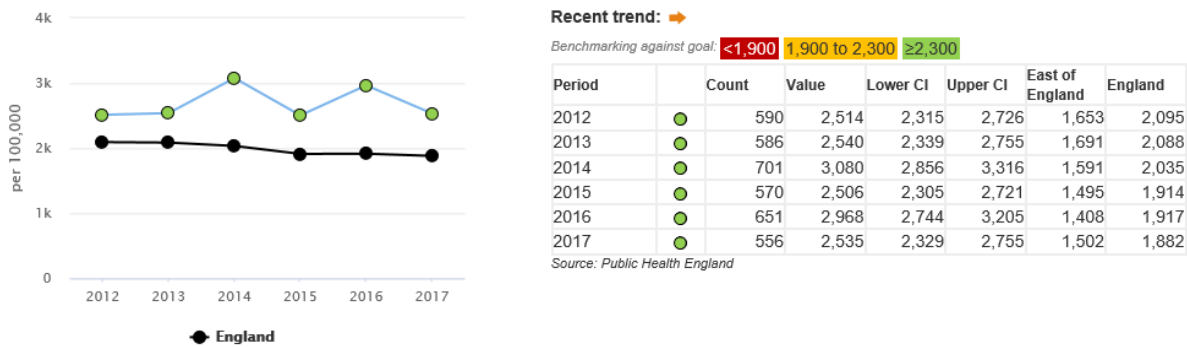 4k
3k
2k
1k
0
per 100,000
2012 2013 2014 2015 2016 2017
England
Recent trend:
Benchmarking against goal: <1,900 1,900 to 2,300 ≥2,300
Period Count Value Lower CI Upper CI East of England England
2012 590 2,514 2,315 2,726 1,653 2,095
2013 586 2,540 2,339 2,755 1,691 2,088
2014 701 3,080 2,856 3,316 1,591 2,035
2015 570 2,506 2,305 2,721 1,495 1,914
2016 651 2,968 2,744 3,205 1,408 1,917
2017 556 2,535 2,329 2,755 1,502 1,882
Source: Public Health England